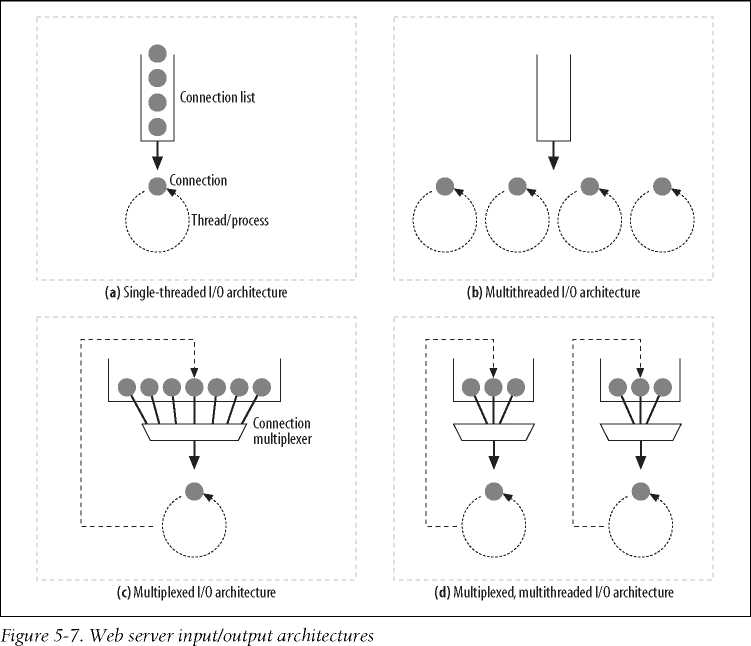 Connection list
Connection
Thread/process
(a) Single-threaded I/O architecture
(b) Multithreaded I/O architecture
Connection
multiplexer
(c) Multiplexed I/O architecture
(d) Multiplexed, multithreaded I/O architecture
Figure 5-7. Web server input/output architectures